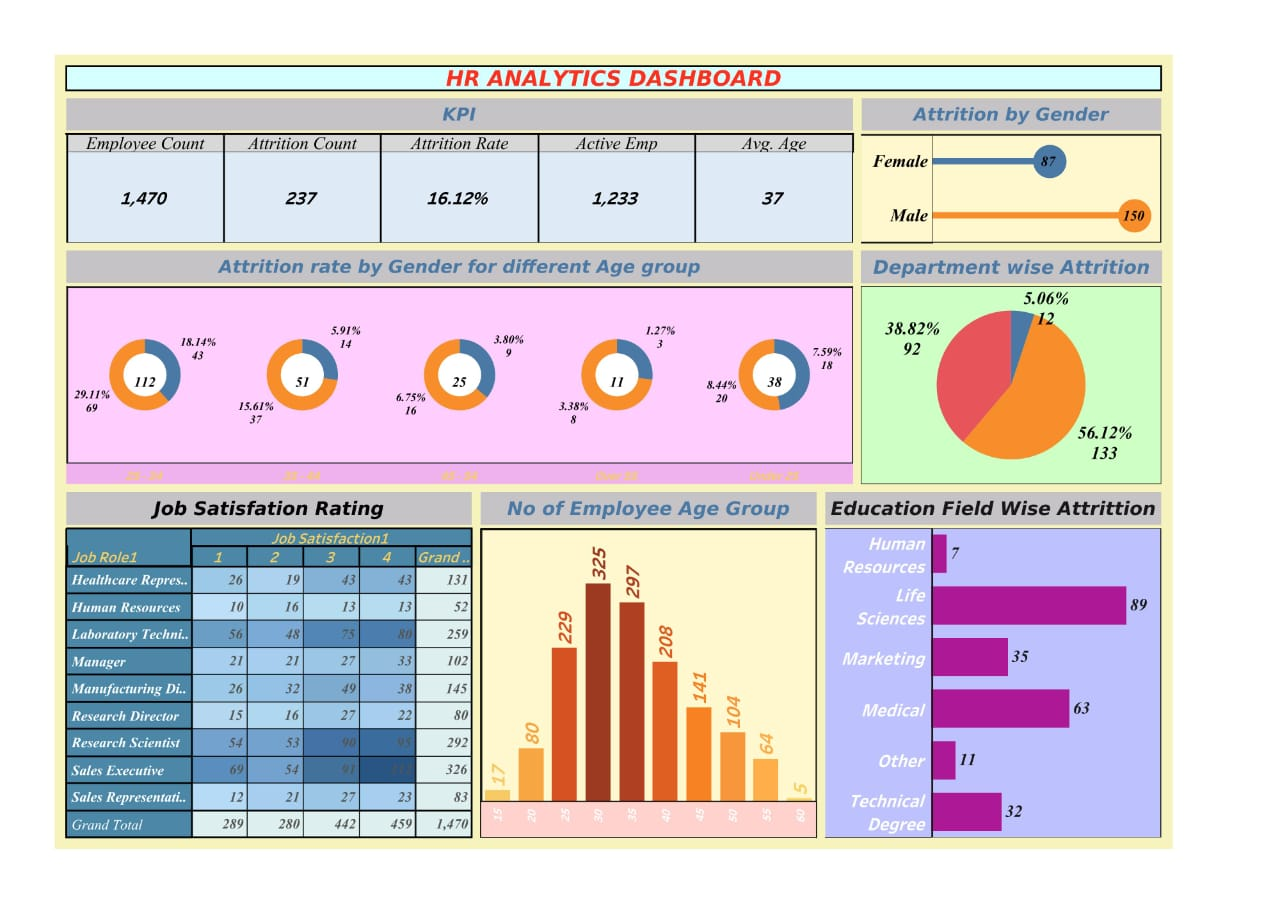 HR ANALYTICS DASHBOARD
KPI
Employee Count Attrition Count Attrition Rate Active Emp Avg. Age
1,470 237 16.12% 1,233 37
Attrition by Gender
Female 87
Male 150
Attrition rate by Gender for different Age group
18.14%
43
112
29.11%
69
5.91%
14
51
15.61%
37
3.80%
9
25
6.75%
16
1.27%
3
11
3.38%
8
7.59%
18
38
8.44%
20
Department wise Attrition
5.06%
12
38.82%
92
56.12%
133
Job Satisfation Rating
Job Satisfaction1
Job Role1 1 2 3 4 Grand ..
Healthcare Repres.. 26 19 43 43 131
Human Resources 10 16 13 13 52
Laboratory Techni.. 56 48 75 80 259
Manager 21 21 27 33 102
Manufacturing Di.. 26 32 49 38 145
Research Director 15 16 27 22 80
Research Scientist 54 53 90 95 292
Sales Executive 69 54 91 326
Sales Representati.. 12 21 27 23 83
Grand Total 289 280 442 459 1,470
No of Employee Age Group
17 80 229 325 297 208 141 104 64 5
15 20 25 30 35 40 45 50 55 60
Education Field Wise Attrittion
Human
Resources 7
Life
Sciences 89
Marketing 35
Medical 63
Other 11
Technical
Degree 32